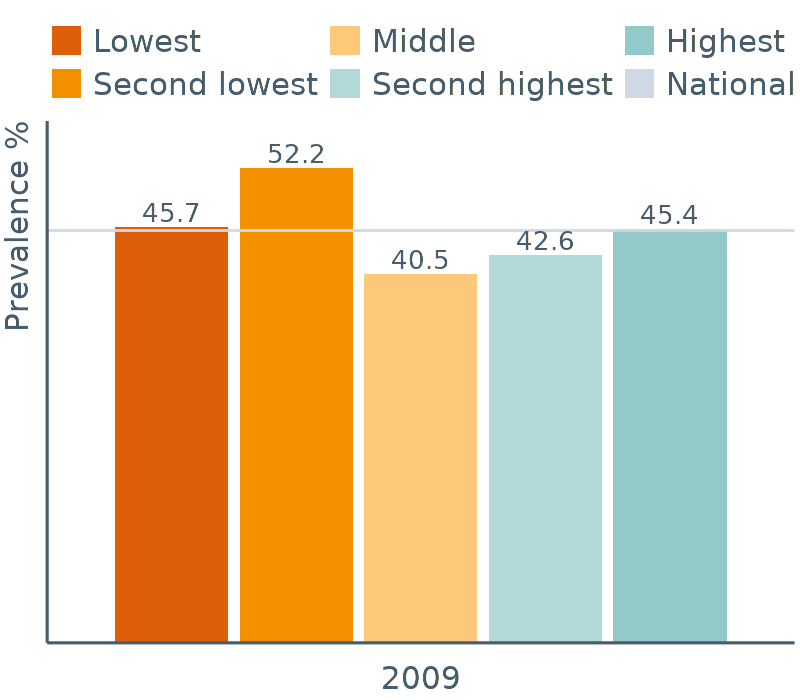 Lowest Middle Highest
Second lowest Second highest National
Prevalence %
45.7
52.2
40.5
42.6
45.4
2009